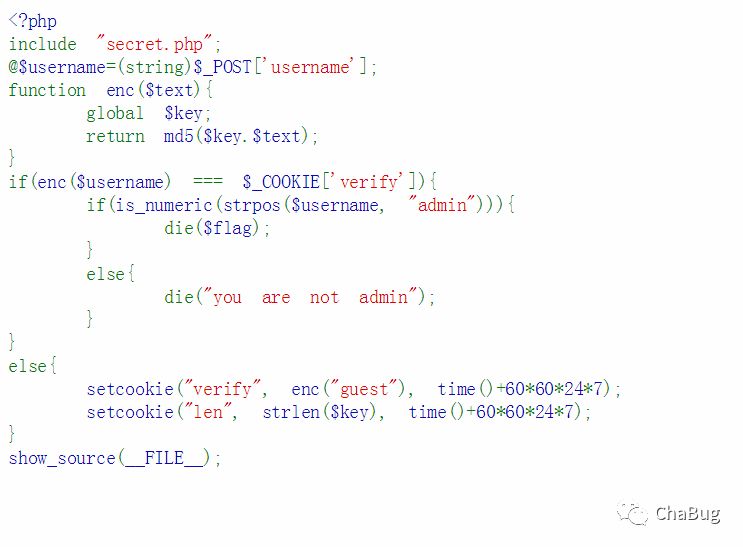 <?php
include "secret.php";
@$username=(string)$_POST['username'];
function enc($text){
        global $key;
        return md5($key.$text);
}
if(enc($username) === $_COOKIE['verify']){
        if(is_numeric(strpos($username, "admin"))){
                die($flag);
        }
        else{
                die("you are not admin");
        }
}
else{
        setcookie("verify", enc("guest"), time()+60*60*24*7);
        setcookie("len", strlen($key), time()+60*60*24*7);
}
show_source(__FILE__);
ChaBug